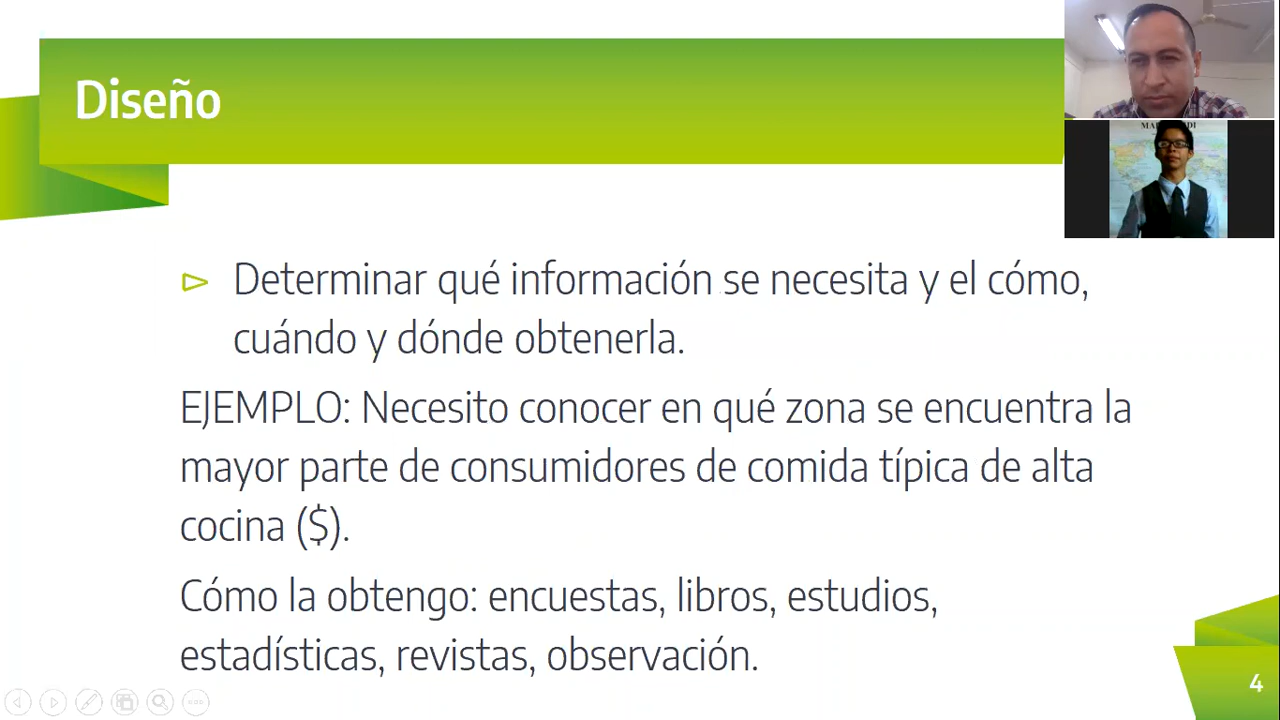 Diseño
Determinar qué información se necesita y el cómo,
cuándo y dónde obtenerla.
EJEMPLO: Necesito conocer en qué zona se encuentra la
mayor parte de consumidores de comida típica de alta
cocina ($).
Cómo la obtengo: encuestas, libros, estudios,
estadísticas, revistas, observación.
4